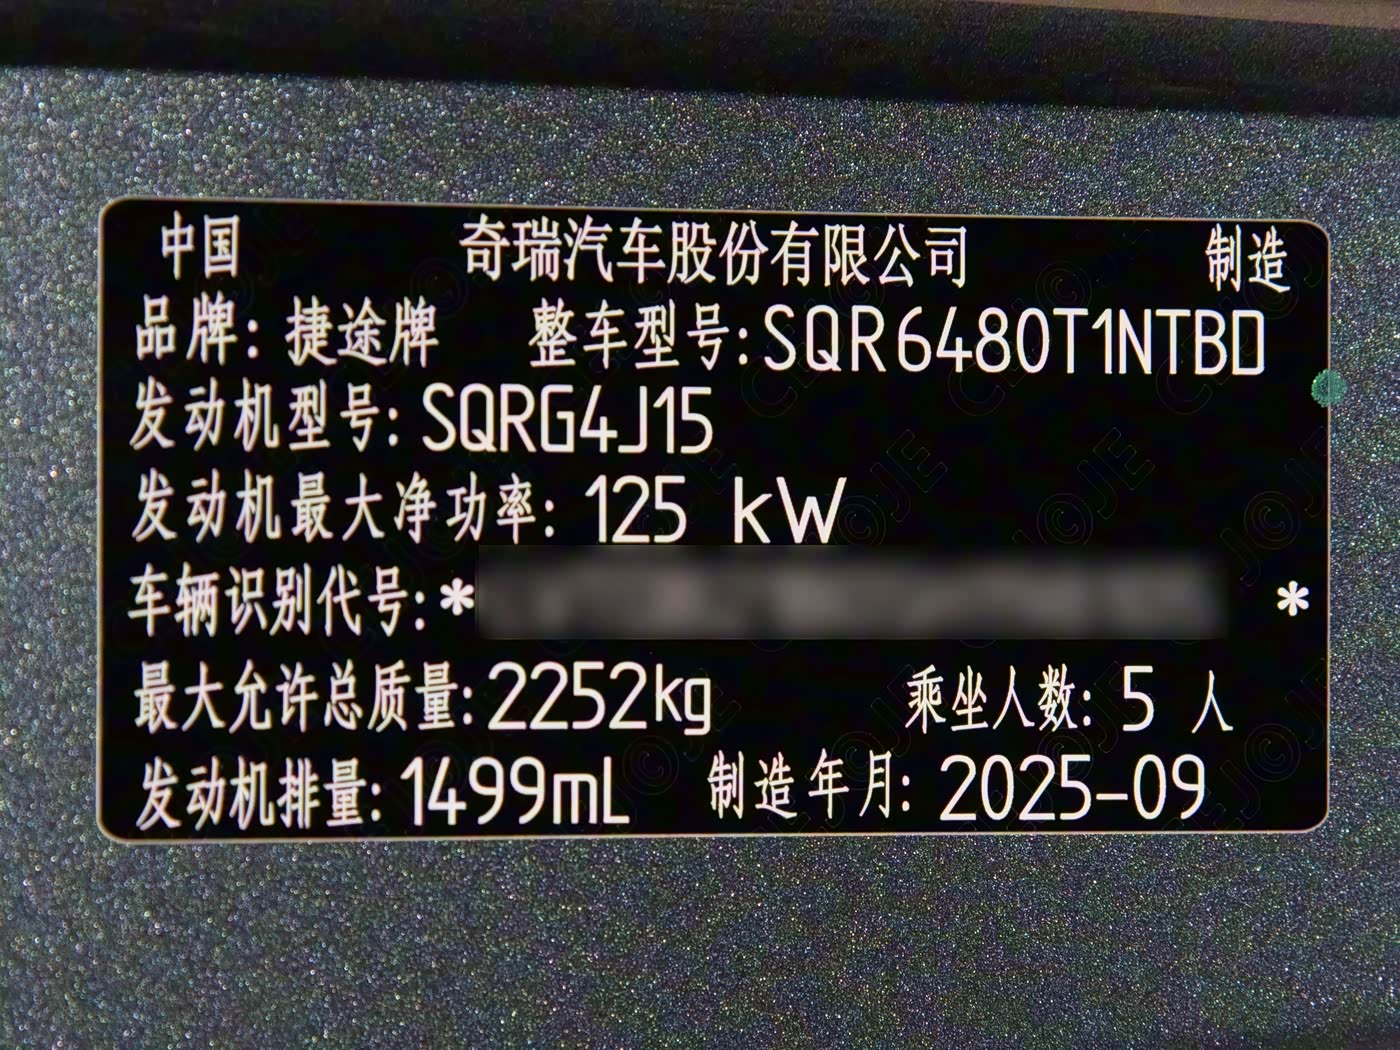 中国 奇瑞汽车股份有限公司 制造
品牌: 捷途牌 整车型号: SQR6480T1NTBD
发动机型号: SQRG4J15
发动机最大净功率: 125 kW
车辆识别代号: * *
最大允许总质量: 2252kg 乘坐人数: 5 人
发动机排量: 1499mL 制造年月: 2025-09